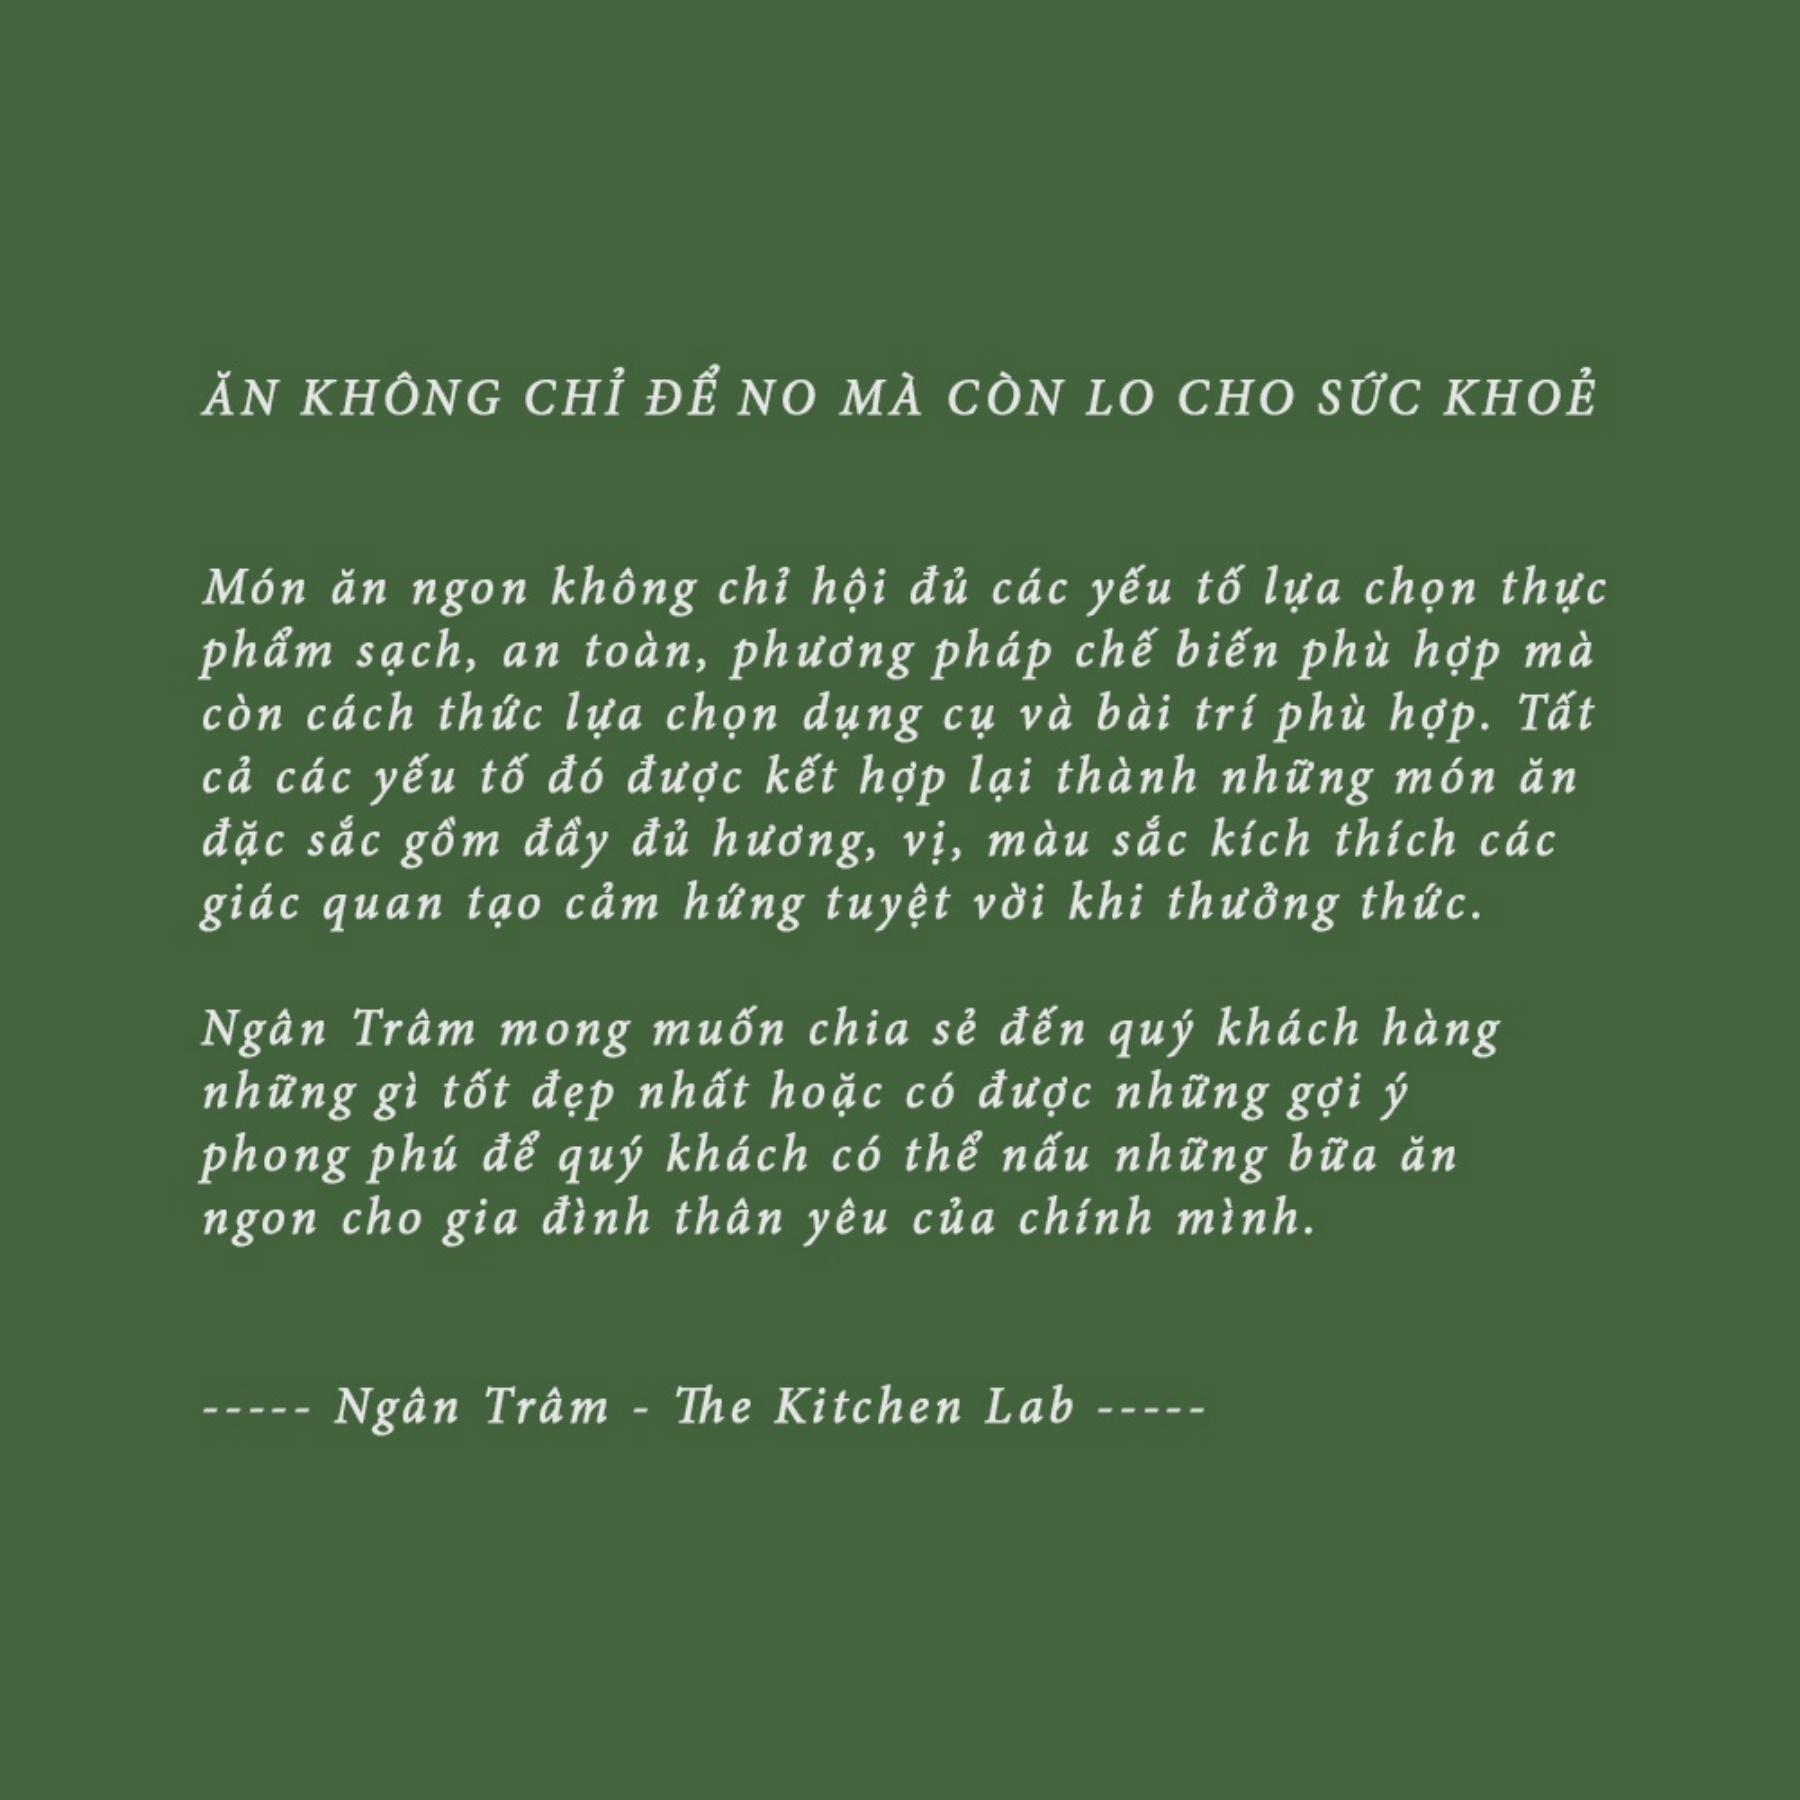 ĂN KHÔNG CHỈ ĐỂ NO MÀ CÒN LO CHO SỨC KHOẺ
Món ăn ngon không chỉ hội đủ các yếu tố lựa chọn thực
phẩm sạch, an toàn, phương pháp chế biến phù hợp mà
còn cách thức lựa chọn dụng cụ và bài trí phù hợp. Tất
cả các yếu tố đó được kết hợp lại thành những món ăn
đặc sắc gồm đầy đủ hương, vị, màu sắc kích thích các
giác quan tạo cảm hứng tuyệt vời khi thưởng thức.
Ngân Trâm mong muốn chia sẻ đến quý khách hàng
những gì tốt đẹp nhất hoặc có được những gợi ý
phong phú để quý khách có thể nấu những bữa ăn
ngon cho gia đình thân yêu của chính mình.
----- Ngân Trâm - The Kitchen Lab -----